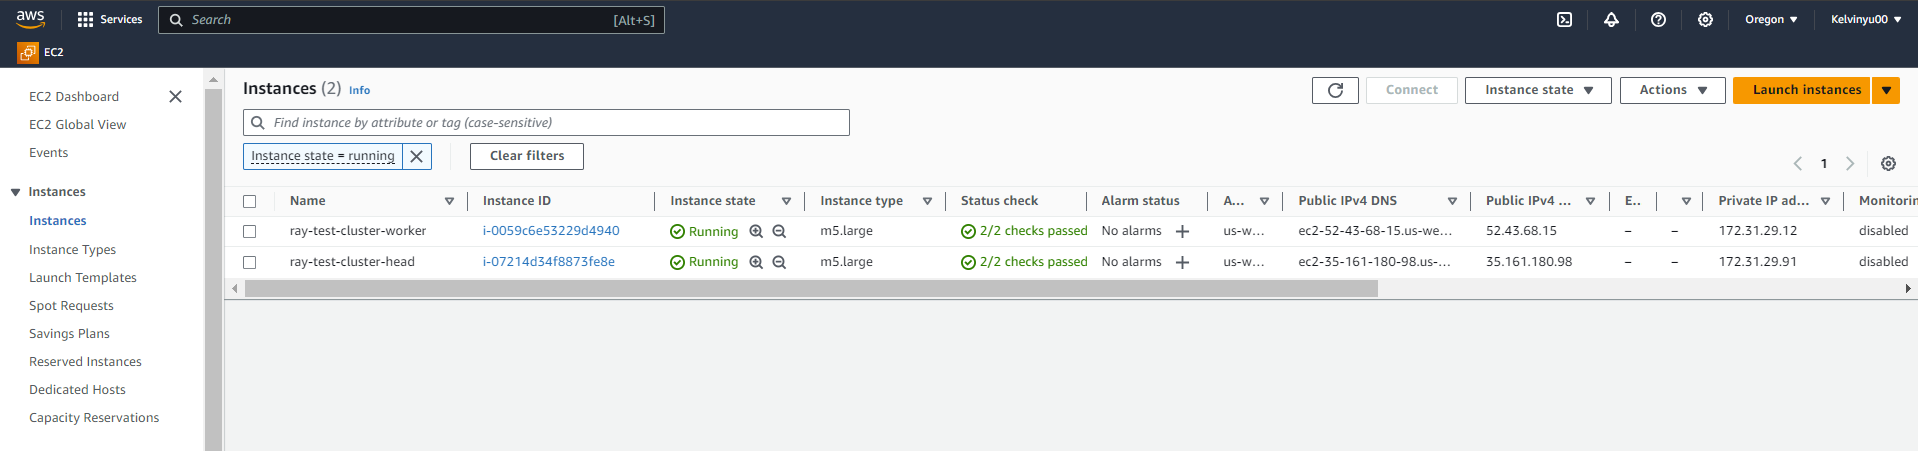 aws Services Search [Alt+S] Oregon Kelvinyu00
EC2
EC2 Dashboard
EC2 Global View
Events
Instances
Instances
Instance Types
Launch Templates
Spot Requests
Savings Plans
Reserved Instances
Dedicated Hosts
Capacity Reservations
Instances (2) Info Connect Instance state Actions Launch instances
Find instance by attribute or tag (case-sensitive)
Instance state = running Clear filters
1
Name Instance ID Instance state Instance type Status check Alarm status A... Public IPv4 DNS Public IPv4 ... E.. Private IP ad... Monitorin
ray-test-cluster-worker i-0059c6e53229d4940 Running m5.large 2/2 checks passed No alarms us-w... ec2-52-43-68-15.us-we... 52.43.68.15 – – 172.31.29.12 disabled
ray-test-cluster-head i-07214d34f8873fe8e Running m5.large 2/2 checks passed No alarms us-w... ec2-35-161-180-98.us-... 35.161.180.98 – – 172.31.29.91 disabled